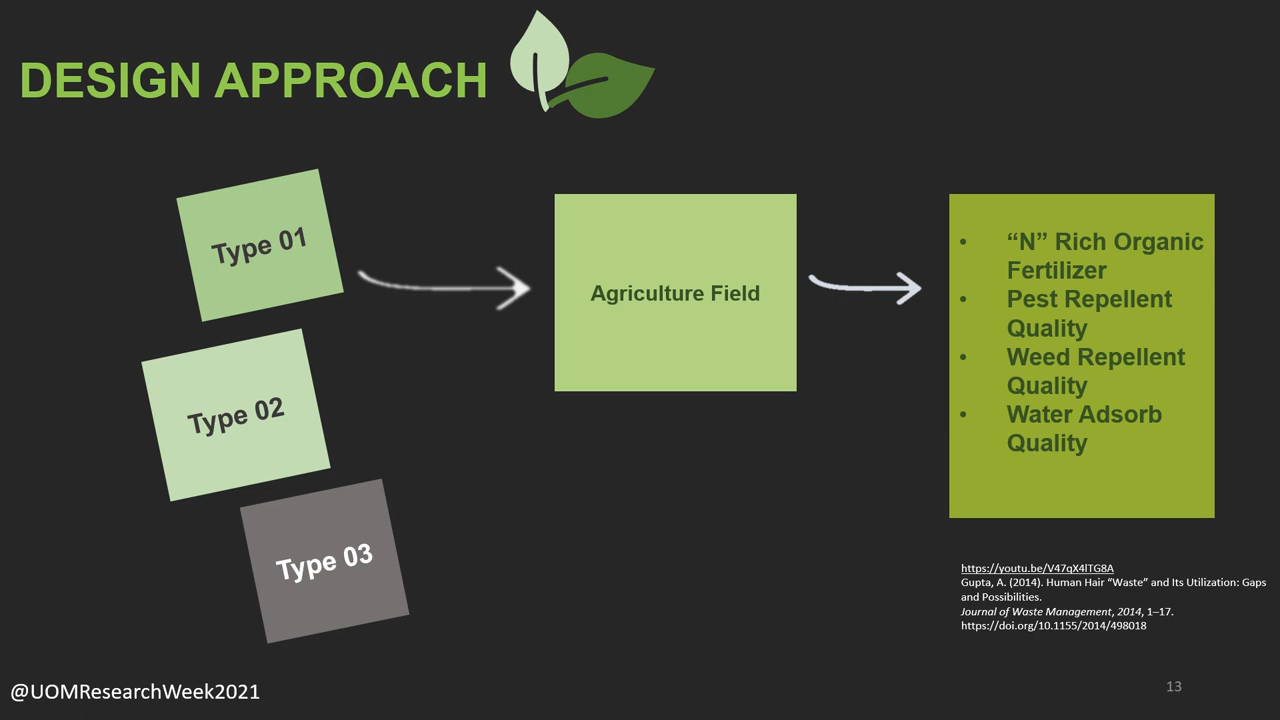 DESIGN APPROACH
Type 01
Type 02
Type 03
Agriculture Field
• “N” Rich Organic
Fertilizer
• Pest Repellent
Quality
• Weed Repellent
Quality
• Water Adsorb
Quality
https://youtu.be/V47qX4lTG8A
Gupta, A. (2014). Human Hair “Waste” and Its Utilization: Gaps
and Possibilities.
Journal of Waste Management, 2014, 1–17.
https://doi.org/10.1155/2014/498018
@UOMResearchWeek2021
13